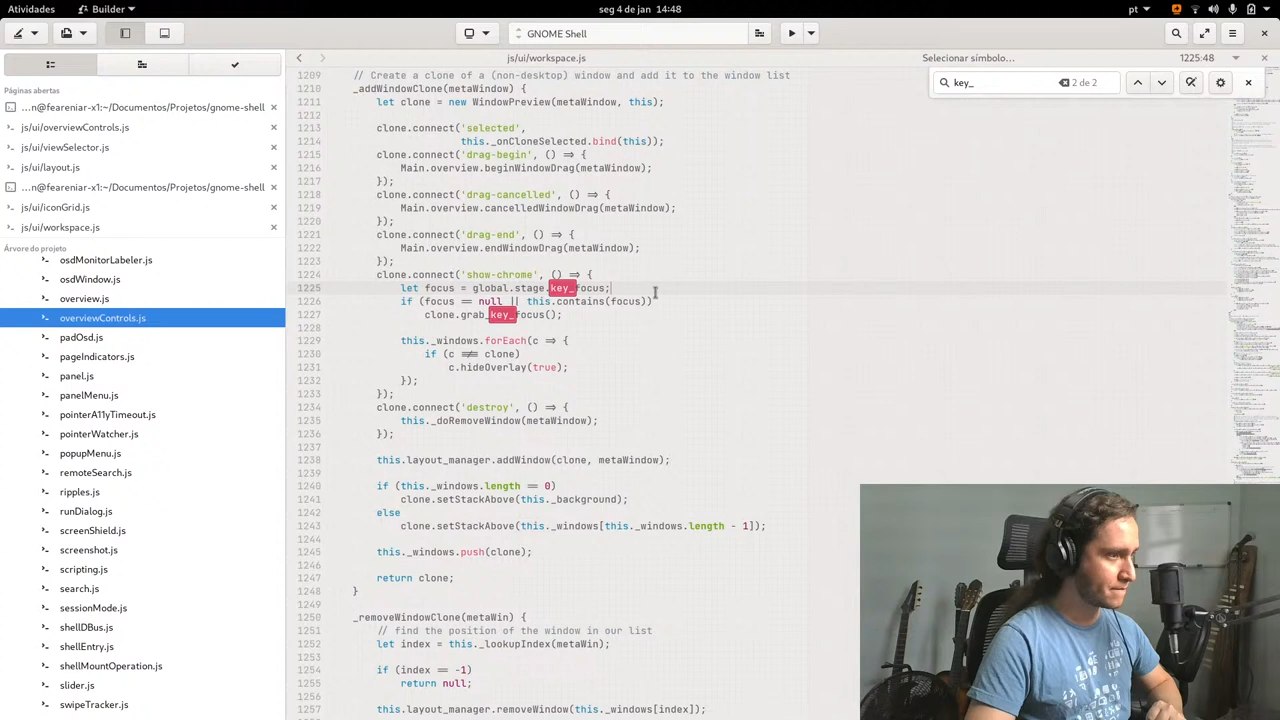 Atividades
Builder
seg 4 de jan 14:48
pt
GNOME Shell
js/ui/workspace.js
Selecionar símbolo...
1225:48
key_
2 de 2
Páginas abertas
...n@feareniar-x1:~/Documentos/Projetos/gnome-shell
js/ui/overviewControls.js
js/ui/viewSelector.js
js/ui/layout.js
...n@feareniar-x1:~/Documentos/Projetos/gnome-shell
js/ui/iconGrid.js
js/ui/workspace.js
Árvore do projeto
osdMonitorLabeler.js
osdWindow.js
overview.js
overviewControls.js
padOsd.js
pageIndicators.js
panel.js
panelMenu.js
pointerA11yTimeout.js
pointerWatcher.js
popupMenu.js
remoteSearch.js
ripples.js
runDialog.js
screenShield.js
screenshot.js
scripting.js
search.js
sessionMode.js
shellDBus.js
shellEntry.js
shellMountOperation.js
slider.js
swipeTracker.js
1209 // Create a clone of a (non-desktop) window and add it to the window list
1210 _addWindowClone(metaWindow) {
1211 let clone = new WindowPreview(metaWindow, this);
1212
1213 clone.connect('selected',
1214 this._onCloneSelected.bind(this));
1215 clone.connect('drag-begin', () => {
1216 Main.overview.beginWindowDrag(metaWindow);
1217 });
1218 clone.connect('drag-cancelled', () => {
1219 Main.overview.cancelledWindowDrag(metaWindow);
1220 });
1221 clone.connect('drag-end', () => {
1222 Main.overview.endWindowDrag(metaWindow);
1223 });
1224 clone.connect('show-chrome', () => {
1225 let focus = global.stage.key_focus;
1226 if (focus == null || this.contains(focus))
1227 clone.grab_key_focus();
1228
1229 this._windows.forEach(c => {
1230 if (c !== clone)
1231 c.hideOverlay(true);
1232 });
1233 });
1234 clone.connect('destroy', () => {
1235 this._doRemoveWindow(metaWindow);
1236 });
1237
1238 this.layout_manager.addWindow(clone, metaWindow);
1239
1240 if (this._windows.length == 0)
1241 clone.setStackAbove(this._background);
1242 else
1243 clone.setStackAbove(this._windows[this._windows.length - 1]);
1244
1245 this._windows.push(clone);
1246
1247 return clone;
1248 }
1249
1250 _removeWindowClone(metaWin) {
1251 // find the position of the window in our list
1252 let index = this._lookupIndex(metaWin);
1253
1254 if (index == -1)
1255 return null;
1256
1257 this.layout_manager.removeWindow(this._windows[index]);